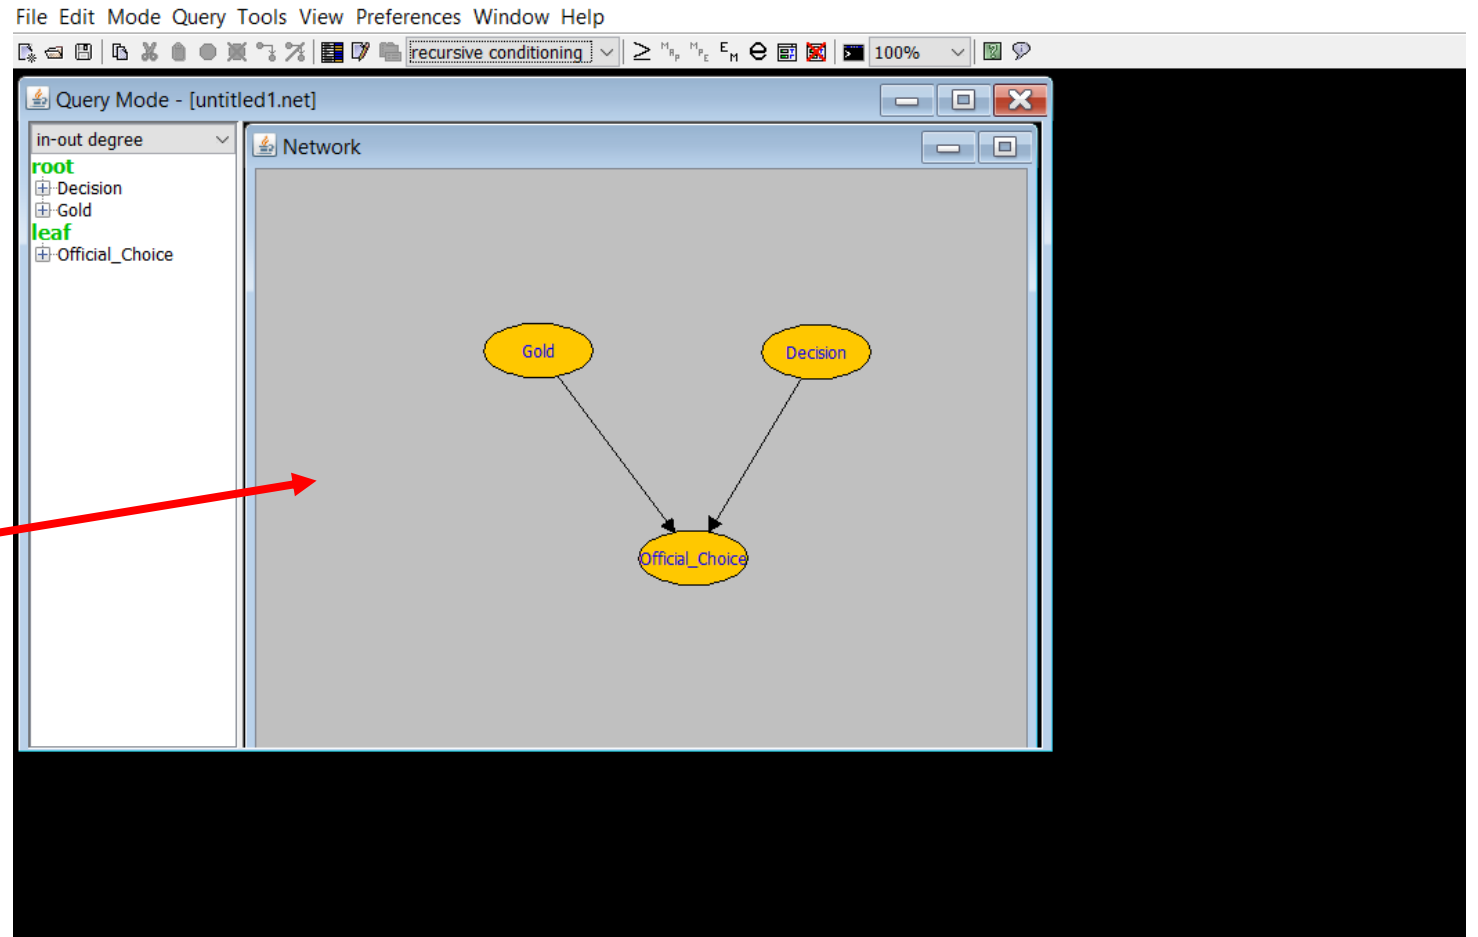 File Edit Mode Query Tools View Preferences Window Help
recursive conditioning 100%
Query Mode - [untitled1.net]
in-out degree
root
Decision
Gold
leaf
Official_Choice
Network
Gold
Decision
Official_Choice